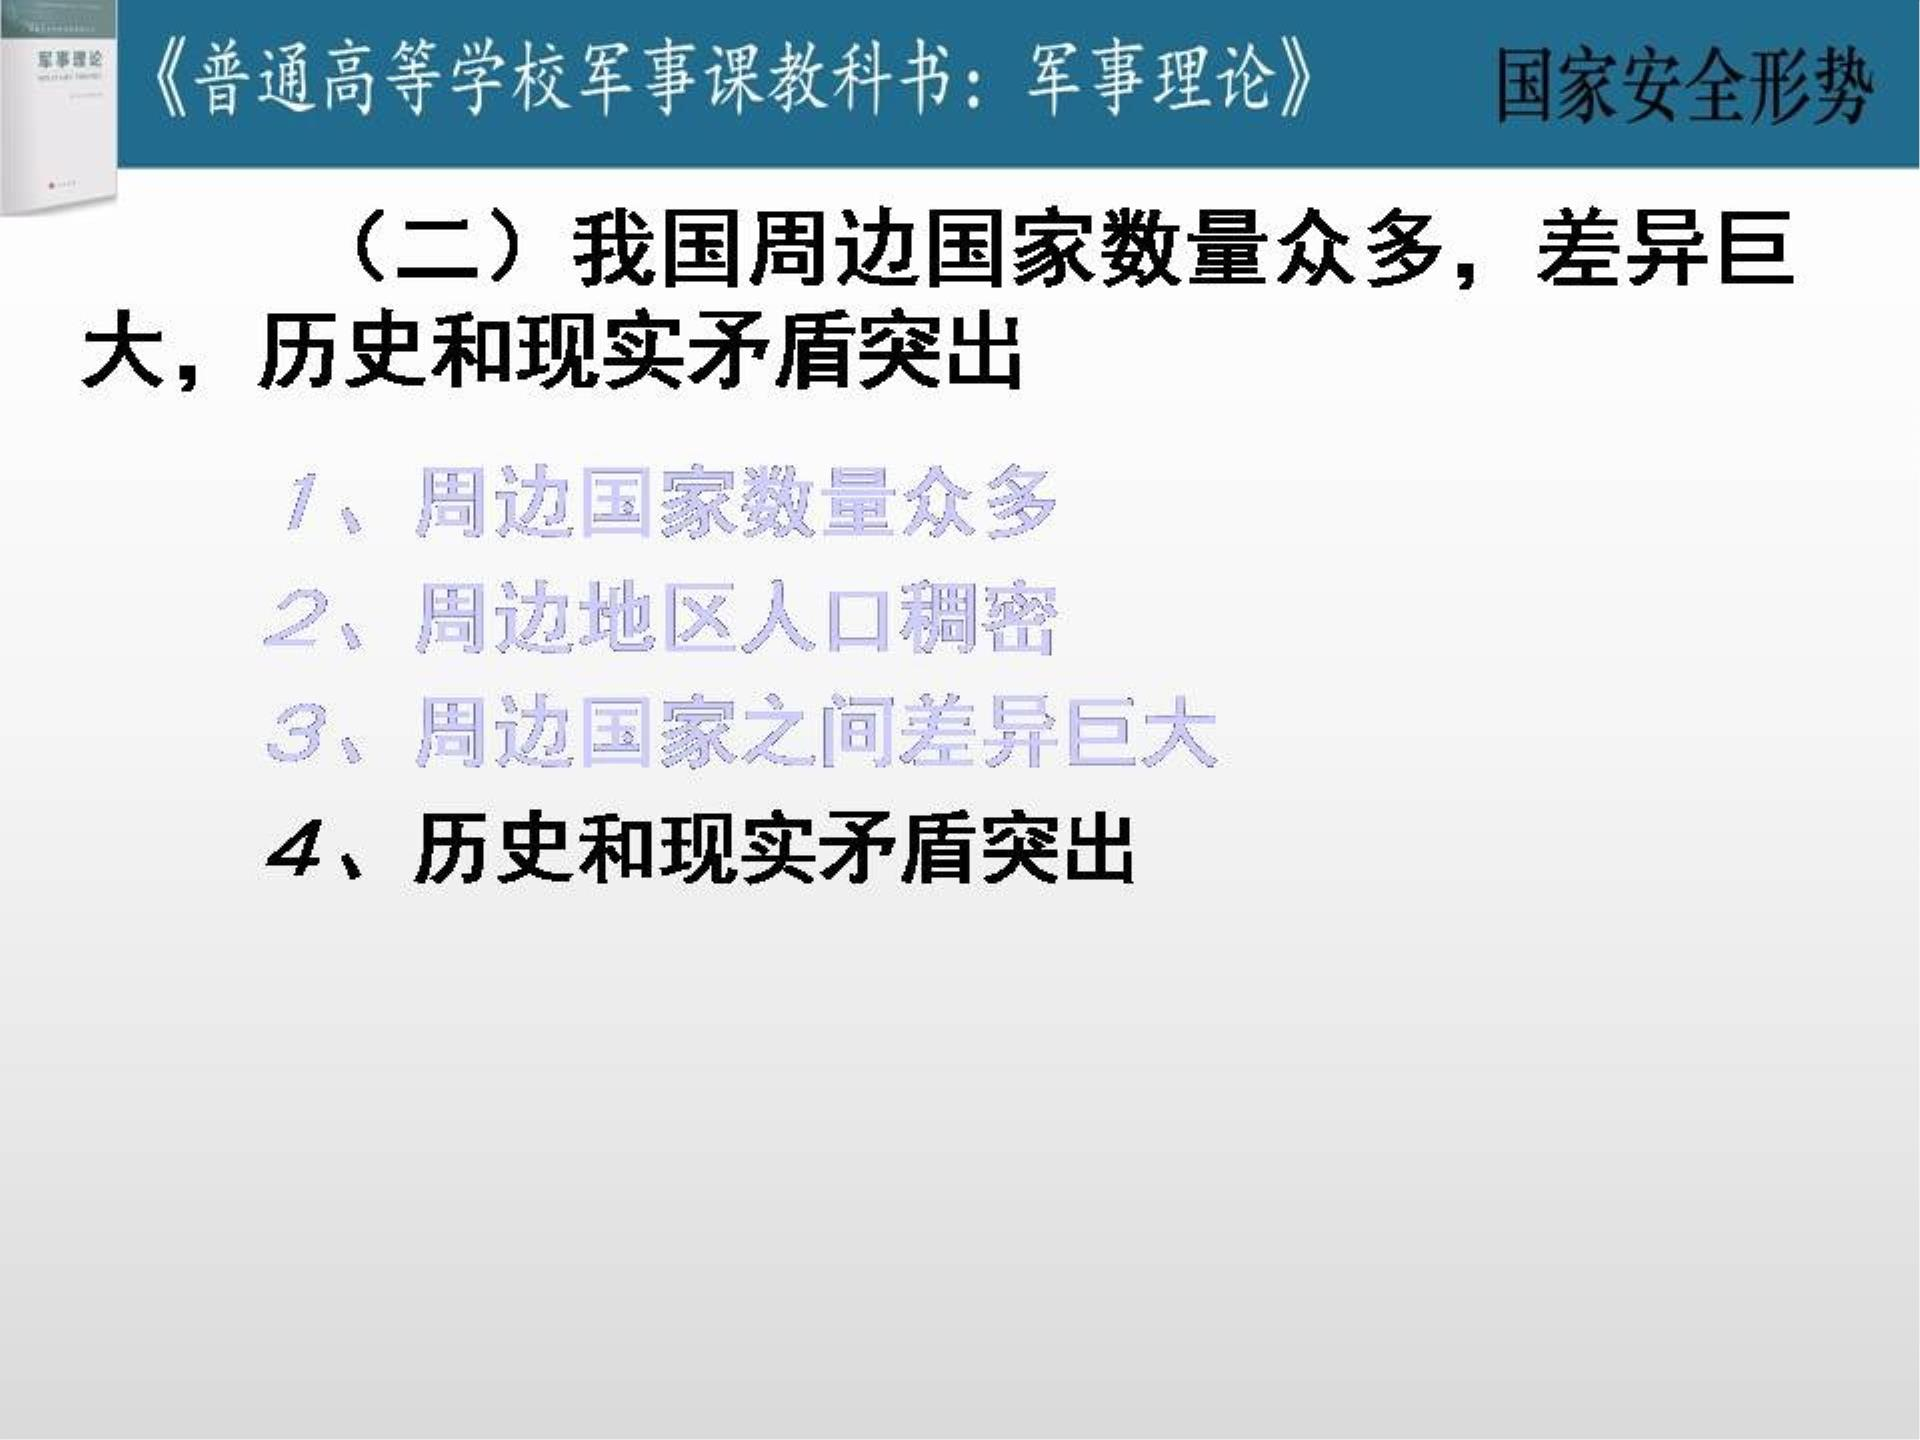 军事理论
《普通高等学校军事课教科书：军事理论》
国家安全形势
（二）我国周边国家数量众多，差异巨
大，历史和现实矛盾突出
1、周边国家数量众多
2、周边地区人口稠密
3、周边国家之间差异巨大
4、历史和现实矛盾突出